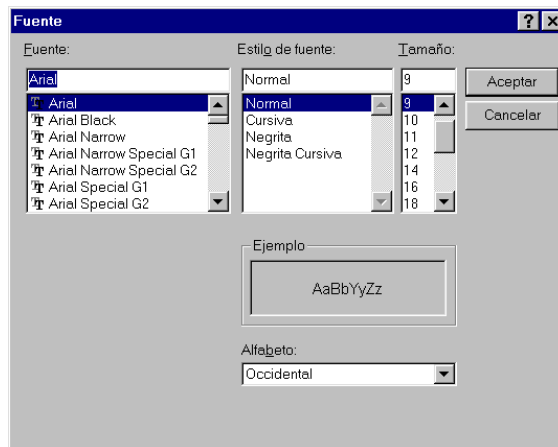 Fuente
Fuente:
Arial
Arial
Arial Black
Arial Narrow
Arial Narrow Special G1
Arial Narrow Special G2
Arial Special G1
Arial Special G2
Estilo de fuente:
Normal
Normal
Cursiva
Negrita
Negrita Cursiva
Tamaño:
9
9
10
11
12
14
16
18
Aceptar
Cancelar
Ejemplo
AaBbYyZz
Alfabeto:
Occidental